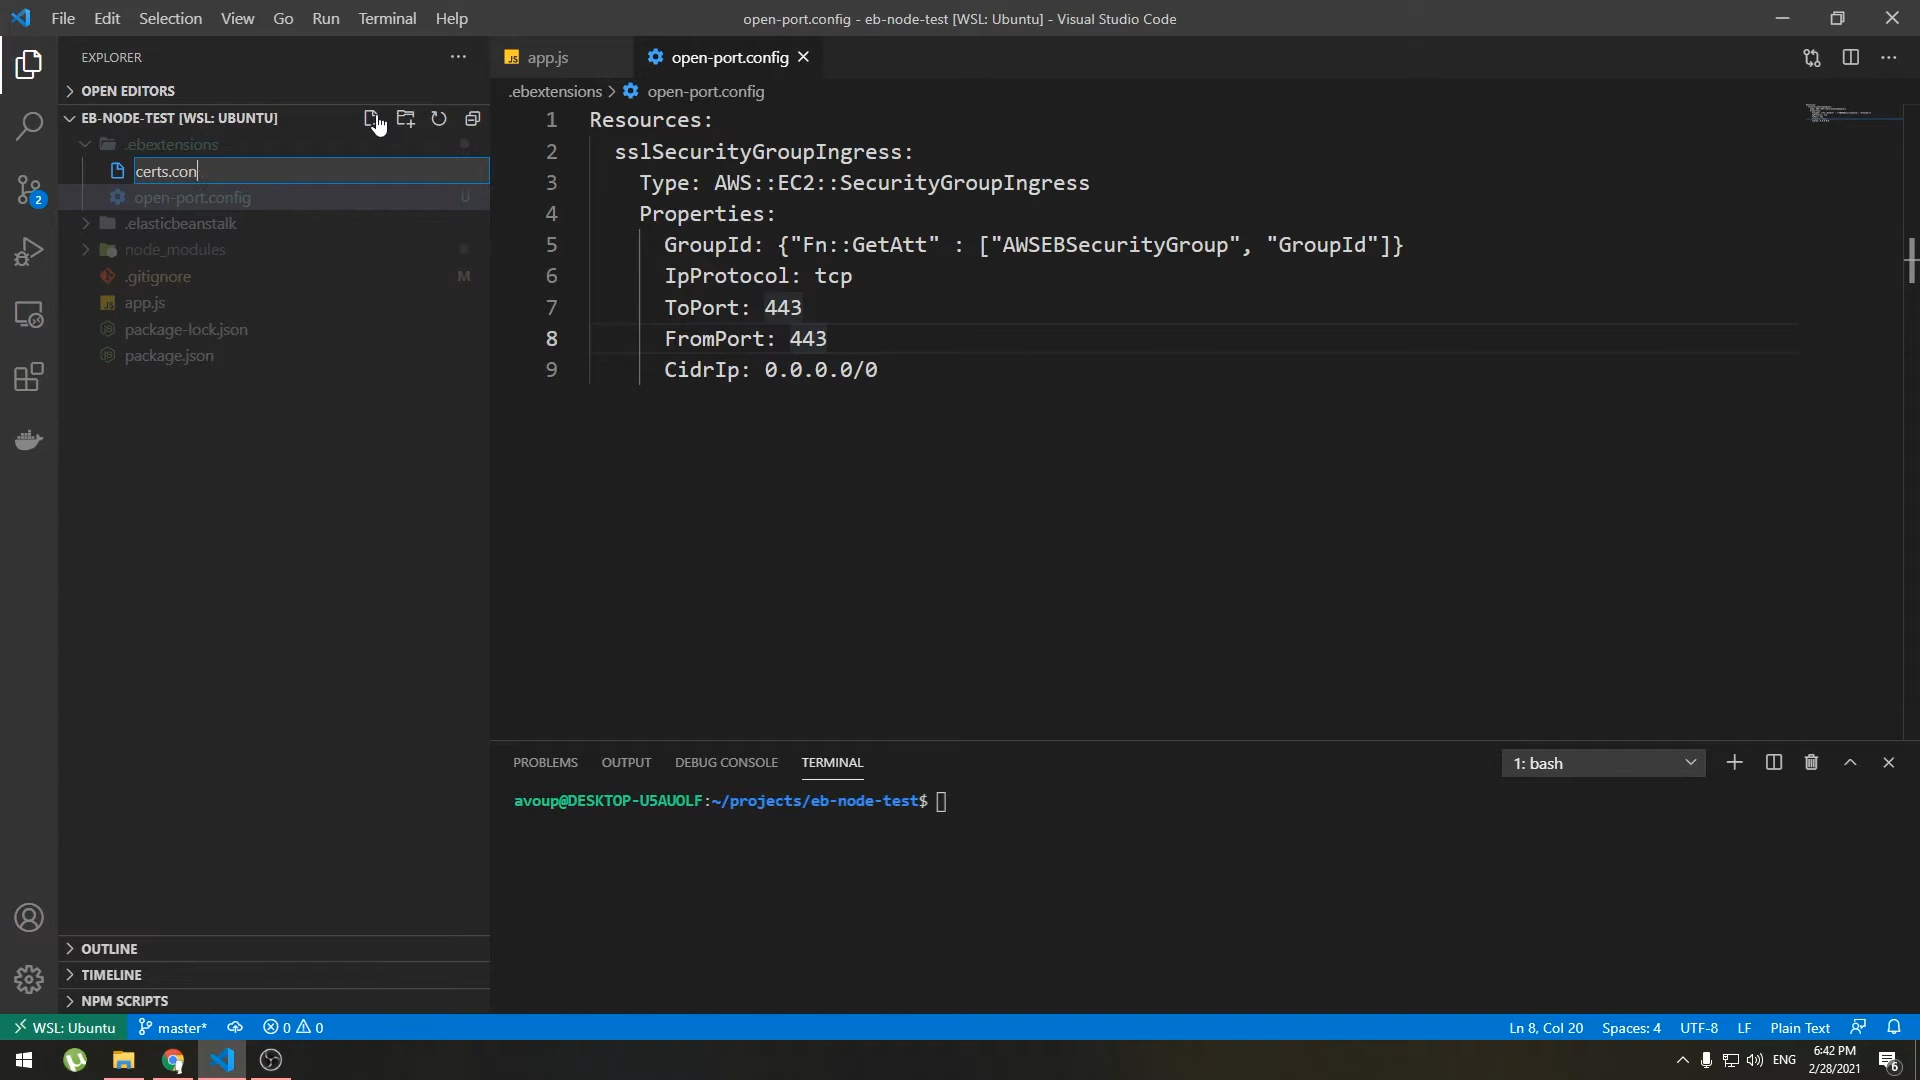 File Edit Selection View Go Run Terminal Help
open-port.config - eb-node-test [WSL: Ubuntu] - Visual Studio Code
EXPLORER
OPEN EDITORS
EB-NODE-TEST [WSL: UBUNTU]
.ebextensions
certs.con
open-port.config U
.elasticbeanstalk
node_modules
.gitignore M
app.js
package-lock.json
package.json
2
OUTLINE
TIMELINE
NPM SCRIPTS
JS app.js
open-port.config
.ebextensions > open-port.config
1 Resources:
2 sslSecurityGroupIngress:
3 Type: AWS::EC2::SecurityGroupIngress
4 Properties:
5 GroupId: {"Fn::GetAtt" : ["AWSEBSecurityGroup", "GroupId"]}
6 IpProtocol: tcp
7 ToPort: 443
8 FromPort: 443
9 CidrIp: 0.0.0.0/0
PROBLEMS OUTPUT DEBUG CONSOLE TERMINAL
1: bash
avoup@DESKTOP-U5AUOLF:~/projects/eb-node-test$
WSL: Ubuntu master* 0 0
Ln 8, Col 20 Spaces: 4 UTF-8 LF Plain Text
ENG
6:42 PM
2/28/2021
6